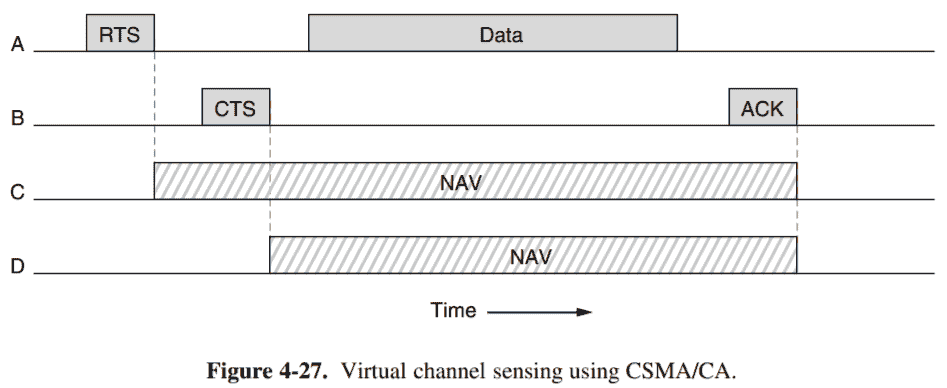 A RTS Data
B CTS ACK
C NAV
D NAV
Time
Figure 4-27. Virtual channel sensing using CSMA/CA.